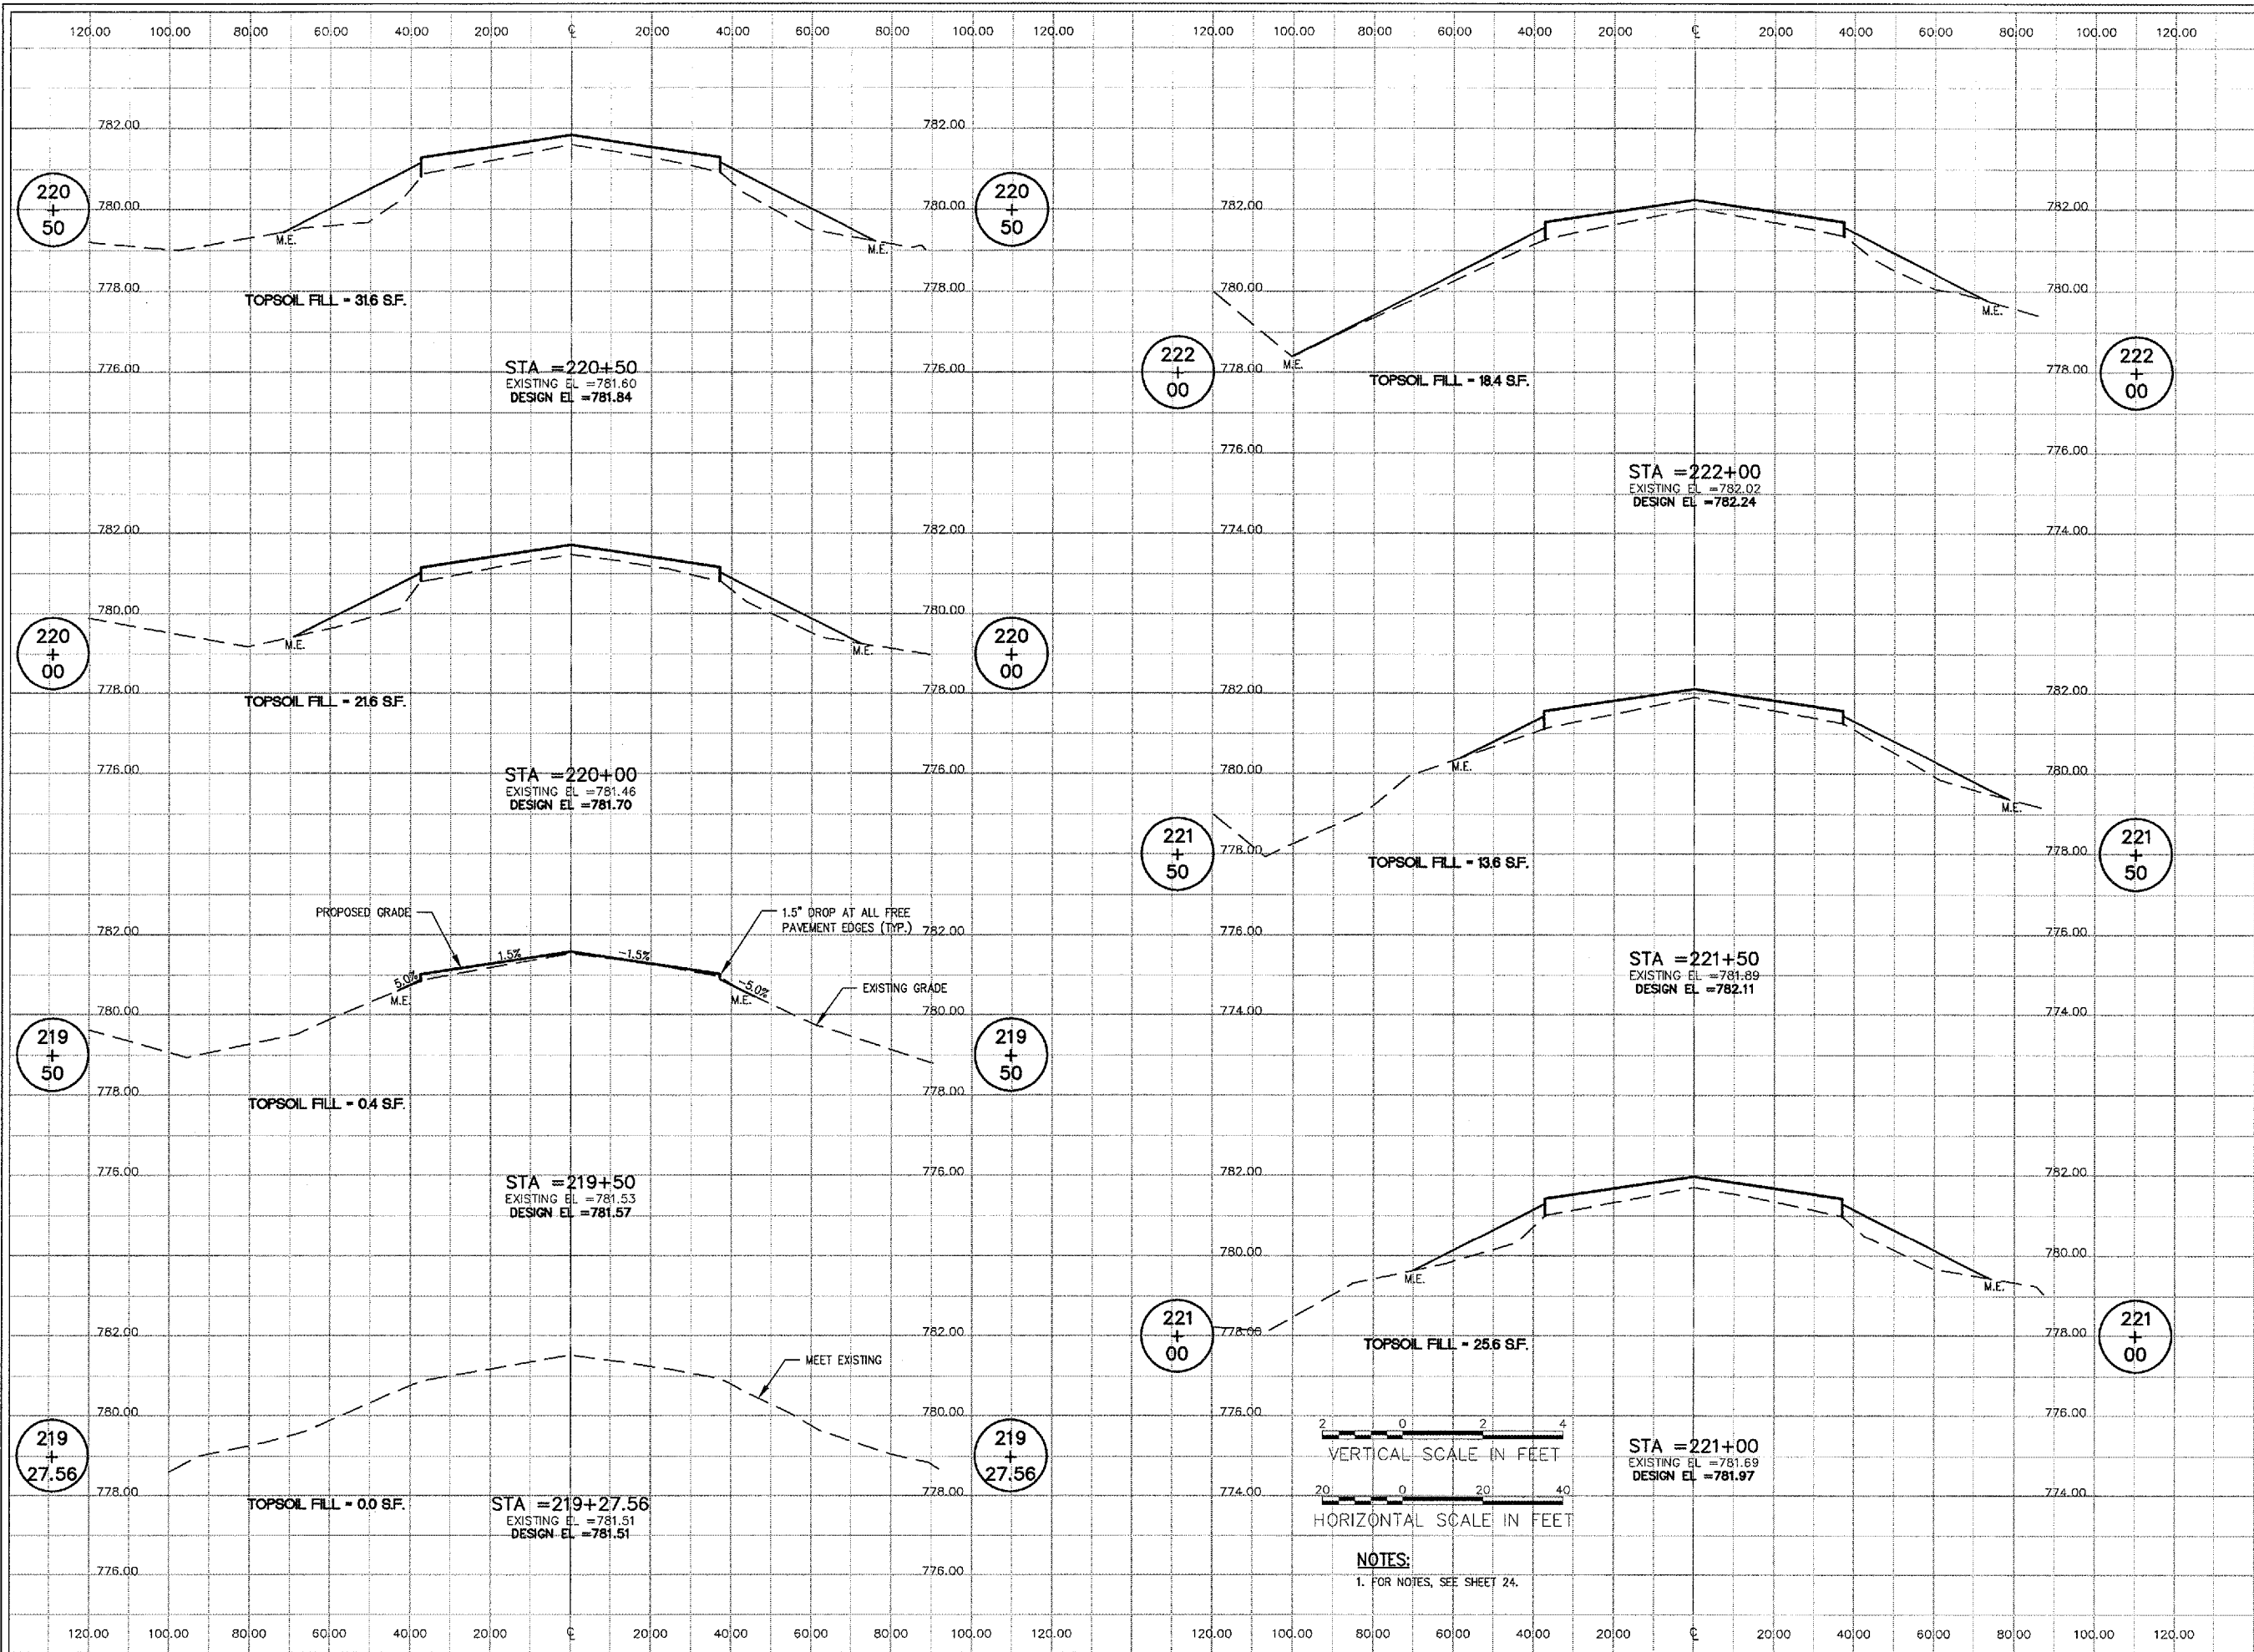 120.00 100.00 80.00 60.00 40.00 20.00 ℄ 20.00 40.00 60.00 80.00 100.00 120.00
120.00 100.00 80.00 60.00 40.00 20.00 ℄ 20.00 40.00 60.00 80.00 100.00 120.00
782.00 782.00
220
+
50
780.00 780.00
220
+
50
M.E. M.E.
778.00 778.00
TOPSOIL FILL = 31.6 S.F.
776.00 776.00
STA =220+50
EXISTING EL =781.60
DESIGN EL =781.84
782.00 782.00
780.00 780.00
220
+
00
220
+
00
M.E. M.E.
778.00 778.00
TOPSOIL FILL = 21.6 S.F.
776.00 776.00
STA =220+00
EXISTING EL =781.46
DESIGN EL =781.70
PROPOSED GRADE
1.5" DROP AT ALL FREE
PAVEMENT EDGES (TYP.)
782.00 782.00
5.0% 1.5% -1.5% -5.0%
M.E. M.E.
EXISTING GRADE
780.00 780.00
219
+
50
219
+
50
778.00 778.00
TOPSOIL FILL = 0.4 S.F.
776.00 776.00
STA =219+50
EXISTING EL =781.53
DESIGN EL =781.57
782.00 782.00
MEET EXISTING
780.00 780.00
219
+
27.56
219
+
27.56
778.00 778.00
TOPSOIL FILL = 0.0 S.F.
STA =219+27.56
EXISTING EL =781.51
DESIGN EL =781.51
776.00 776.00
782.00 782.00
780.00 780.00
M.E. M.E.
222
+
00
778.00 778.00
222
+
00
TOPSOIL FILL = 18.4 S.F.
776.00 776.00
STA =222+00
EXISTING EL =782.02
DESIGN EL =782.24
774.00 774.00
782.00 782.00
780.00 780.00
M.E. M.E.
221
+
50
778.00 778.00
221
+
50
TOPSOIL FILL = 13.6 S.F.
776.00 776.00
STA =221+50
EXISTING EL =781.89
DESIGN EL =782.11
774.00 774.00
782.00 782.00
780.00 780.00
M.E. M.E.
221
+
00
778.00 778.00
221
+
00
TOPSOIL FILL = 25.6 S.F.
776.00 776.00
2 0 2 4
VERTICAL SCALE IN FEET
STA =221+00
EXISTING EL =781.69
DESIGN EL =781.97
774.00 774.00
20 0 20 40
HORIZONTAL SCALE IN FEET
NOTES:
1. FOR NOTES, SEE SHEET 24.
120.00 100.00 80.00 60.00 40.00 20.00 ℄ 20.00 40.00 60.00 80.00 100.00 120.00
120.00 100.00 80.00 60.00 40.00 20.00 ℄ 20.00 40.00 60.00 80.00 100.00 120.00